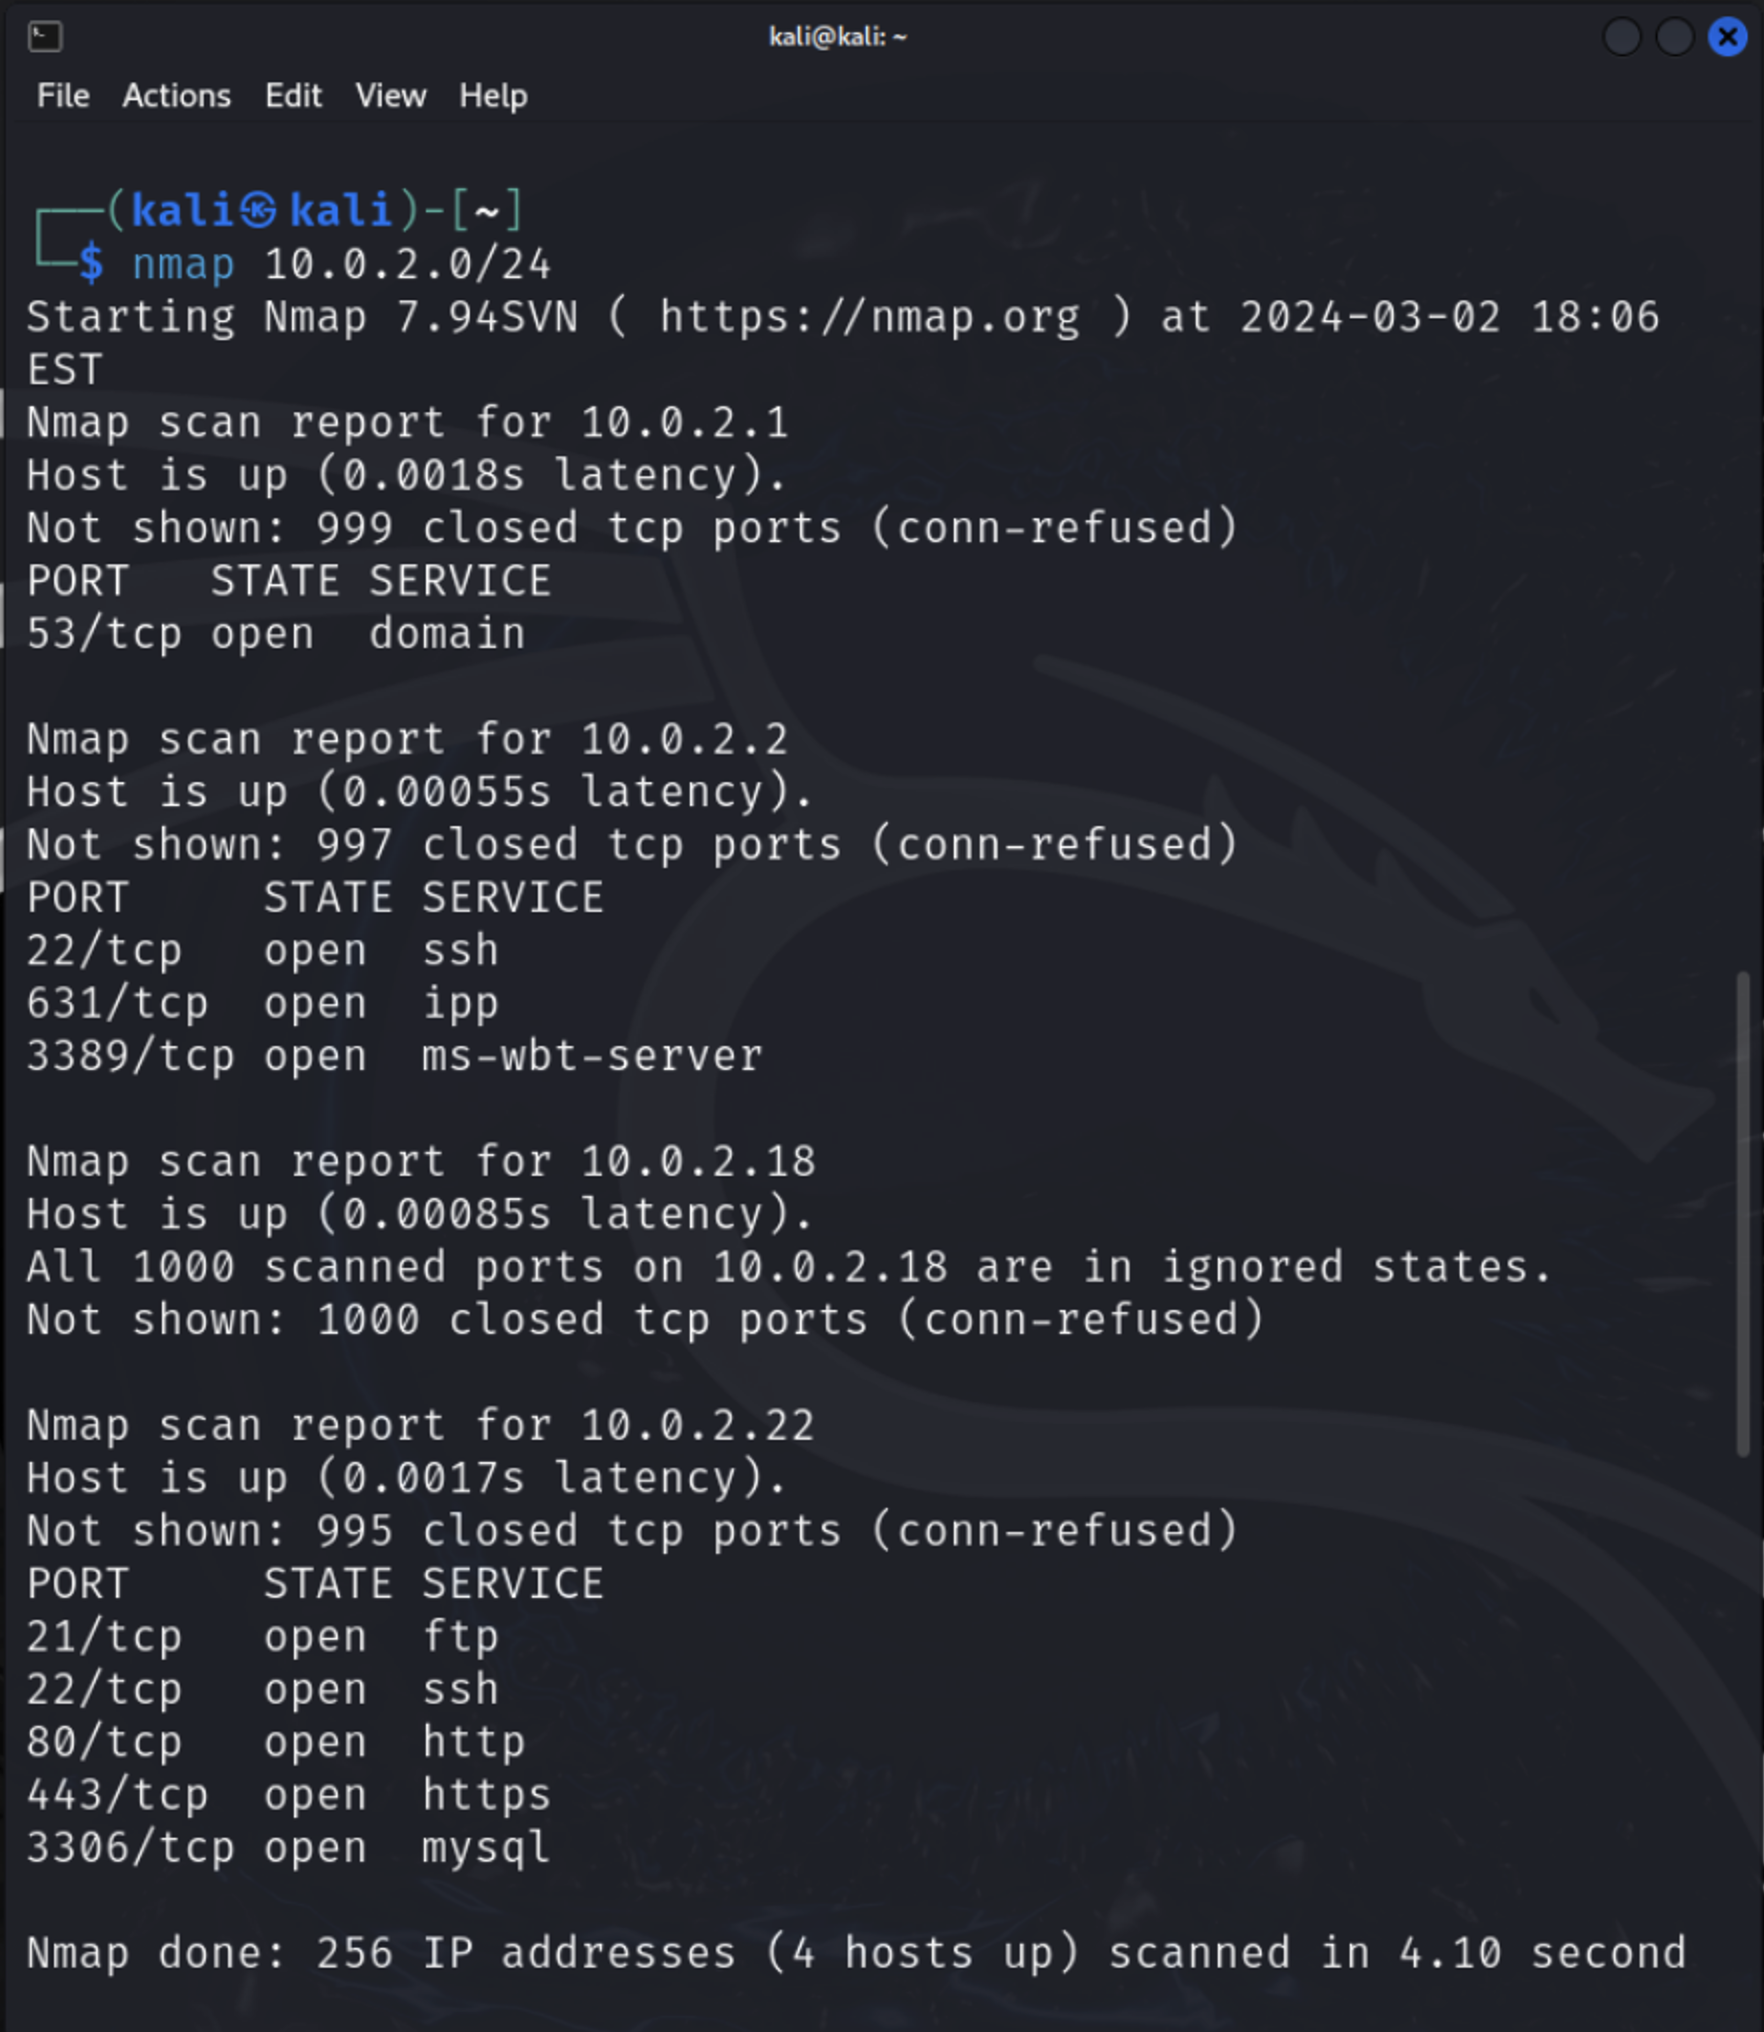 kali@kali: ~
File Actions Edit View Help
┌──(kali㉿kali)-[~]
└─$ nmap 10.0.2.0/24
Starting Nmap 7.94SVN ( https://nmap.org ) at 2024-03-02 18:06
EST
Nmap scan report for 10.0.2.1
Host is up (0.0018s latency).
Not shown: 999 closed tcp ports (conn-refused)
PORT   STATE SERVICE
53/tcp open  domain
Nmap scan report for 10.0.2.2
Host is up (0.00055s latency).
Not shown: 997 closed tcp ports (conn-refused)
PORT     STATE SERVICE
22/tcp   open  ssh
631/tcp  open  ipp
3389/tcp open  ms-wbt-server
Nmap scan report for 10.0.2.18
Host is up (0.00085s latency).
All 1000 scanned ports on 10.0.2.18 are in ignored states.
Not shown: 1000 closed tcp ports (conn-refused)
Nmap scan report for 10.0.2.22
Host is up (0.0017s latency).
Not shown: 995 closed tcp ports (conn-refused)
PORT     STATE SERVICE
21/tcp   open  ftp
22/tcp   open  ssh
80/tcp   open  http
443/tcp  open  https
3306/tcp open  mysql
Nmap done: 256 IP addresses (4 hosts up) scanned in 4.10 second